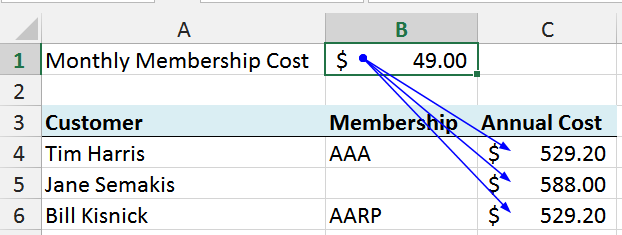 A B C
1 Monthly Membership Cost $ 49.00
2
3 Customer Membership Annual Cost
4 Tim Harris AAA $ 529.20
5 Jane Semakis $ 588.00
6 Bill Kisnick AARP $ 529.20